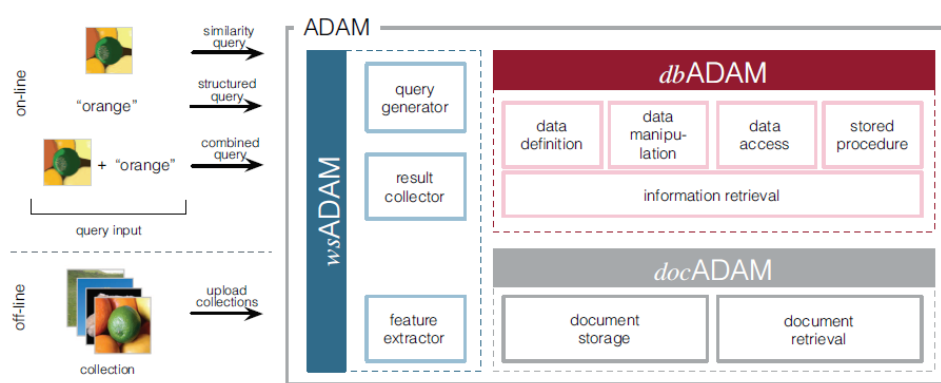 ADAM
on-line
similarity
query
"orange"
structured
query
+ "orange"
combined
query
query input
off-line
upload
collections
collection
wsADAM
query
generator
result
collector
feature
extractor
dbADAM
data
definition
data
manipu-
lation
data
access
stored
procedure
information retrieval
docADAM
document
storage
document
retrieval